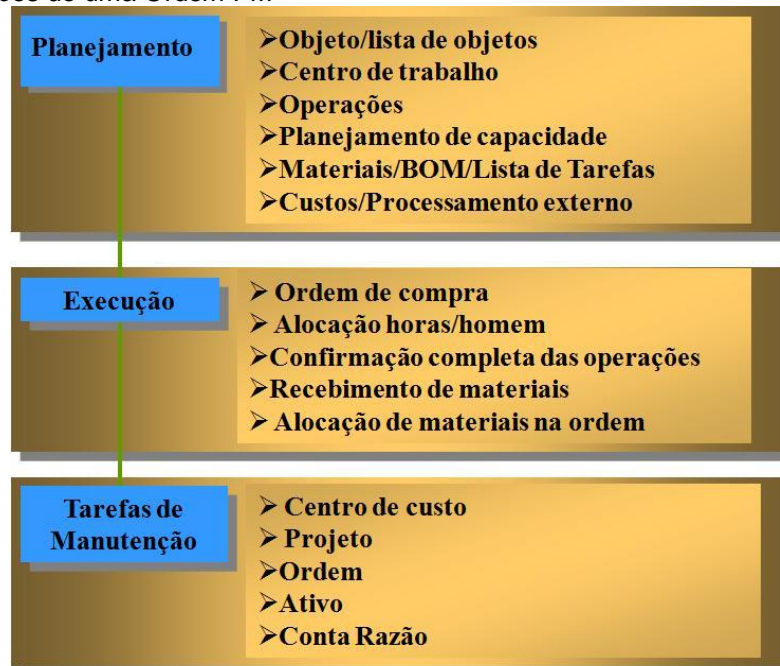 Planejamento
➢Objeto/lista de objetos
➢Centro de trabalho
➢Operações
➢Planejamento de capacidade
➢Materiais/BOM/Lista de Tarefas
➢Custos/Processamento externo
Execução
➢ Ordem de compra
➢ Alocação horas/homem
➢Confirmação completa das operações
➢Recebimento de materiais
➢ Alocação de materiais na ordem
Tarefas de
Manutenção
➢ Centro de custo
➢ Projeto
➢Ordem
➢Ativo
➢Conta Razão